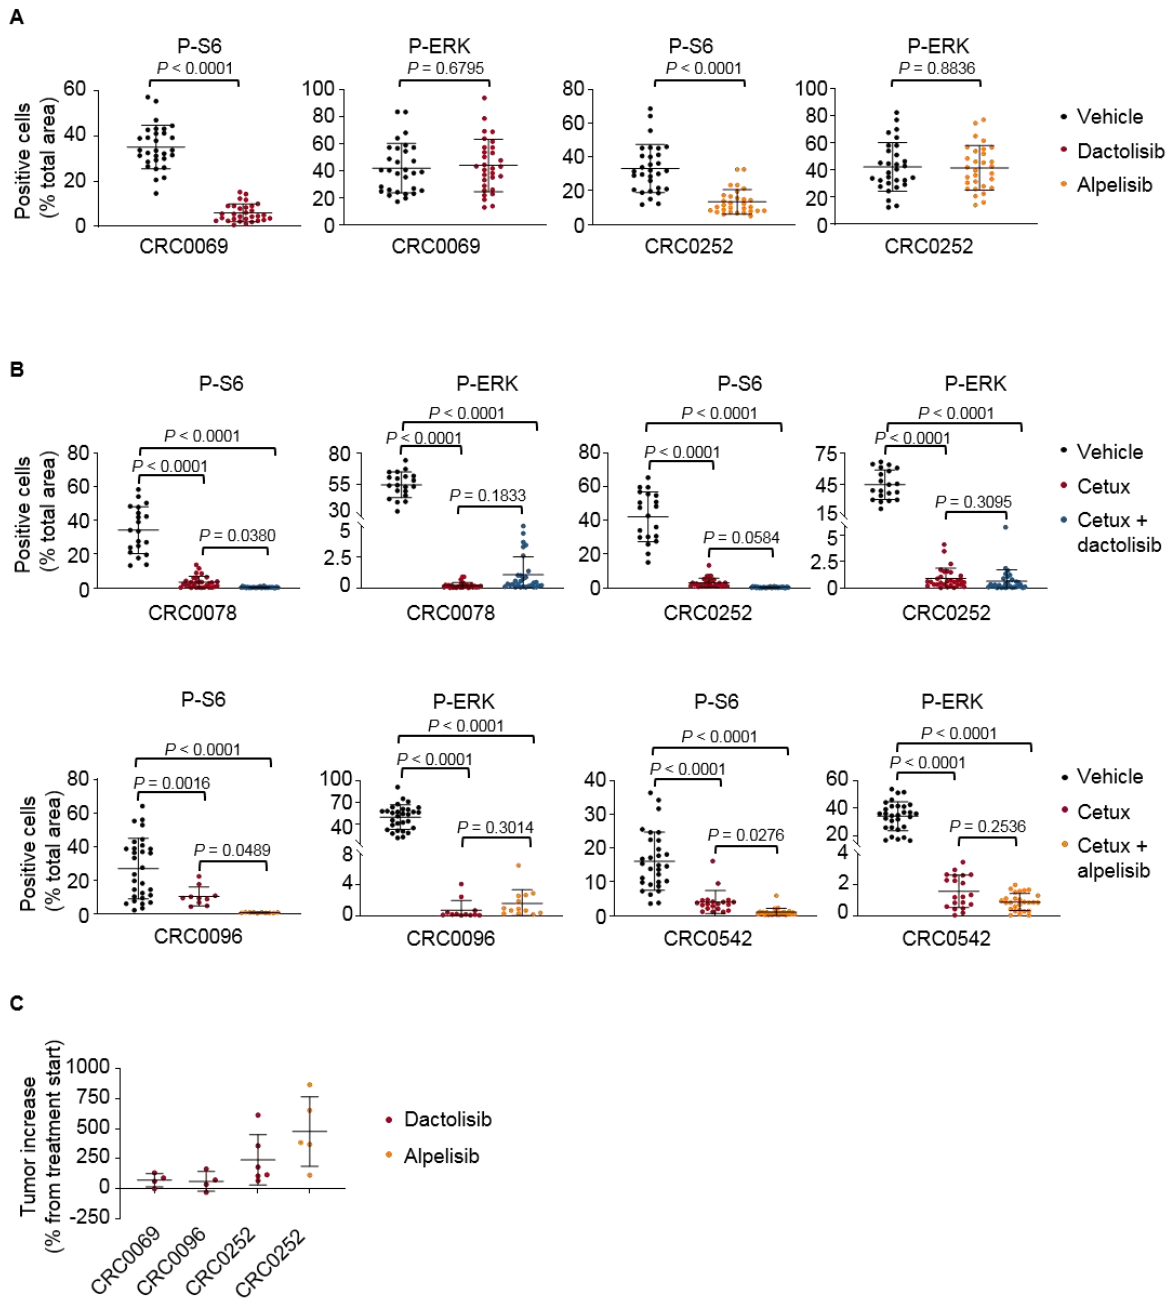 A
P-S6
P-ERK
P-S6
P-ERK
P < 0.0001
P = 0.6795
P < 0.0001
P = 0.8836
Positive cells
(% total area)
60
40
20
0
100
80
60
40
20
0
80
60
40
20
0
100
80
60
40
20
0
CRC0069
CRC0069
CRC0252
CRC0252
Vehicle
Dactolisib
Alpelisib
B
P-S6
P-ERK
P-S6
P-ERK
P < 0.0001
P < 0.0001
P = 0.0380
P < 0.0001
P < 0.0001
P = 0.1833
P < 0.0001
P < 0.0001
P = 0.0584
P < 0.0001
P < 0.0001
P = 0.3095
Positive cells
(% total area)
80
60
40
20
0
80
55
30
5
2.5
0
80
60
40
20
0
75
45
15
5
2.5
0
CRC0078
CRC0078
CRC0252
CRC0252
Vehicle
Cetux
Cetux +
dactolisib
P-S6
P-ERK
P-S6
P-ERK
P < 0.0001
P = 0.0016
P = 0.0489
P < 0.0001
P < 0.0001
P = 0.3014
P < 0.0001
P < 0.0001
P = 0.0276
P < 0.0001
P < 0.0001
P = 0.2536
Positive cells
(% total area)
80
60
40
20
0
100
70
40
8
4
0
40
30
20
10
0
60
40
20
4
2
0
CRC0096
CRC0096
CRC0542
CRC0542
Vehicle
Cetux
Cetux +
alpelisib
C
Tumor increase
(% from treatment start)
1000
750
500
250
0
-250
CRC0069
CRC0096
CRC0252
CRC0252
Dactolisib
Alpelisib